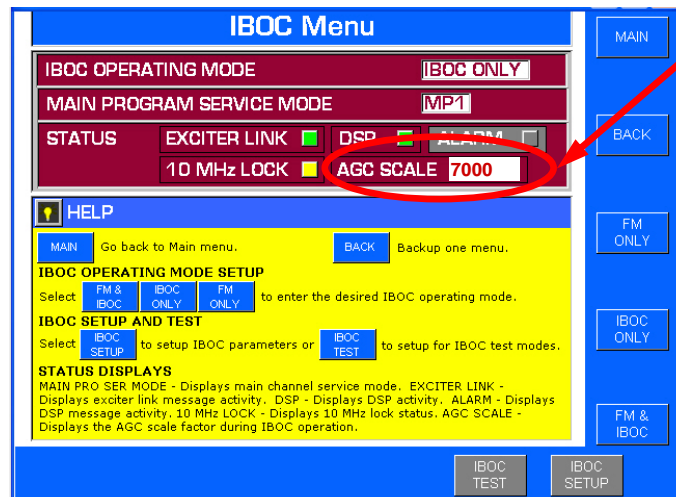 IBOC Menu
IBOC OPERATING MODE IBOC ONLY
MAIN PROGRAM SERVICE MODE MP1
STATUS EXCITER LINK DSP ALARM
10 MHz LOCK AGC SCALE 7000
HELP
MAIN Go back to Main menu. BACK Backup one menu.
IBOC OPERATING MODE SETUP
Select FM & IBOC IBOC ONLY FM ONLY to enter the desired IBOC operating mode.
IBOC SETUP AND TEST
Select IBOC SETUP to setup IBOC parameters or IBOC TEST to setup for IBOC test modes.
STATUS DISPLAYS
MAIN PRO SER MODE - Displays main channel service mode. EXCITER LINK -
Displays exciter link message activity. DSP - Displays DSP activity. ALARM - Displays
DSP message activity. 10 MHz LOCK - Displays 10 MHz lock status. AGC SCALE -
Displays the AGC scale factor during IBOC operation.
MAIN
BACK
FM
ONLY
IBOC
ONLY
FM &
IBOC
IBOC
TEST
IBOC
SETUP